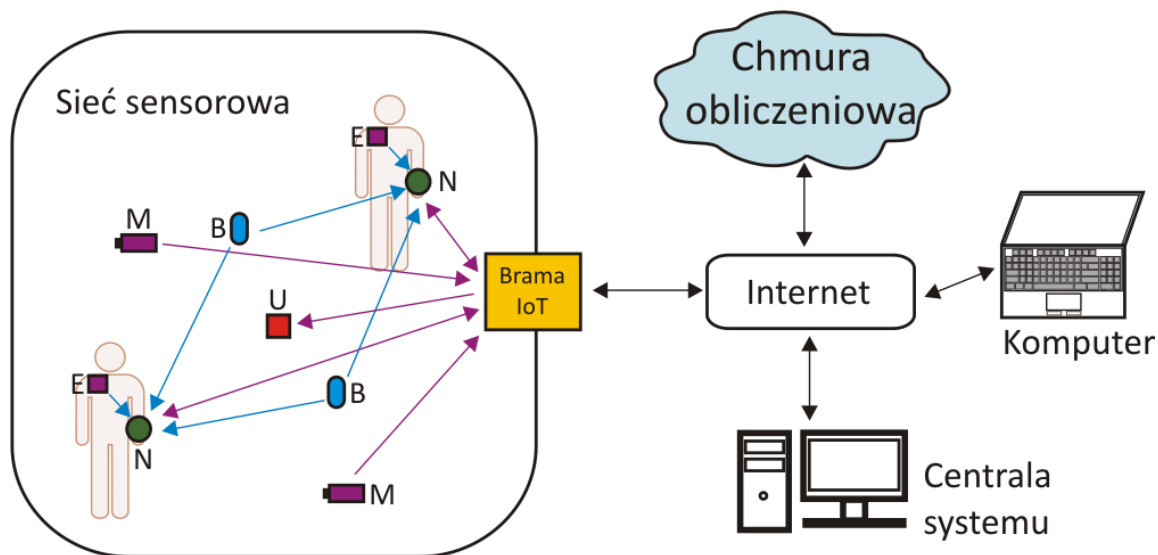 Sieć sensorowa
E
N
M
B
U
E
N
B
M
Brama
IoT
Chmura
obliczeniowa
Internet
Komputer
Centrala
systemu